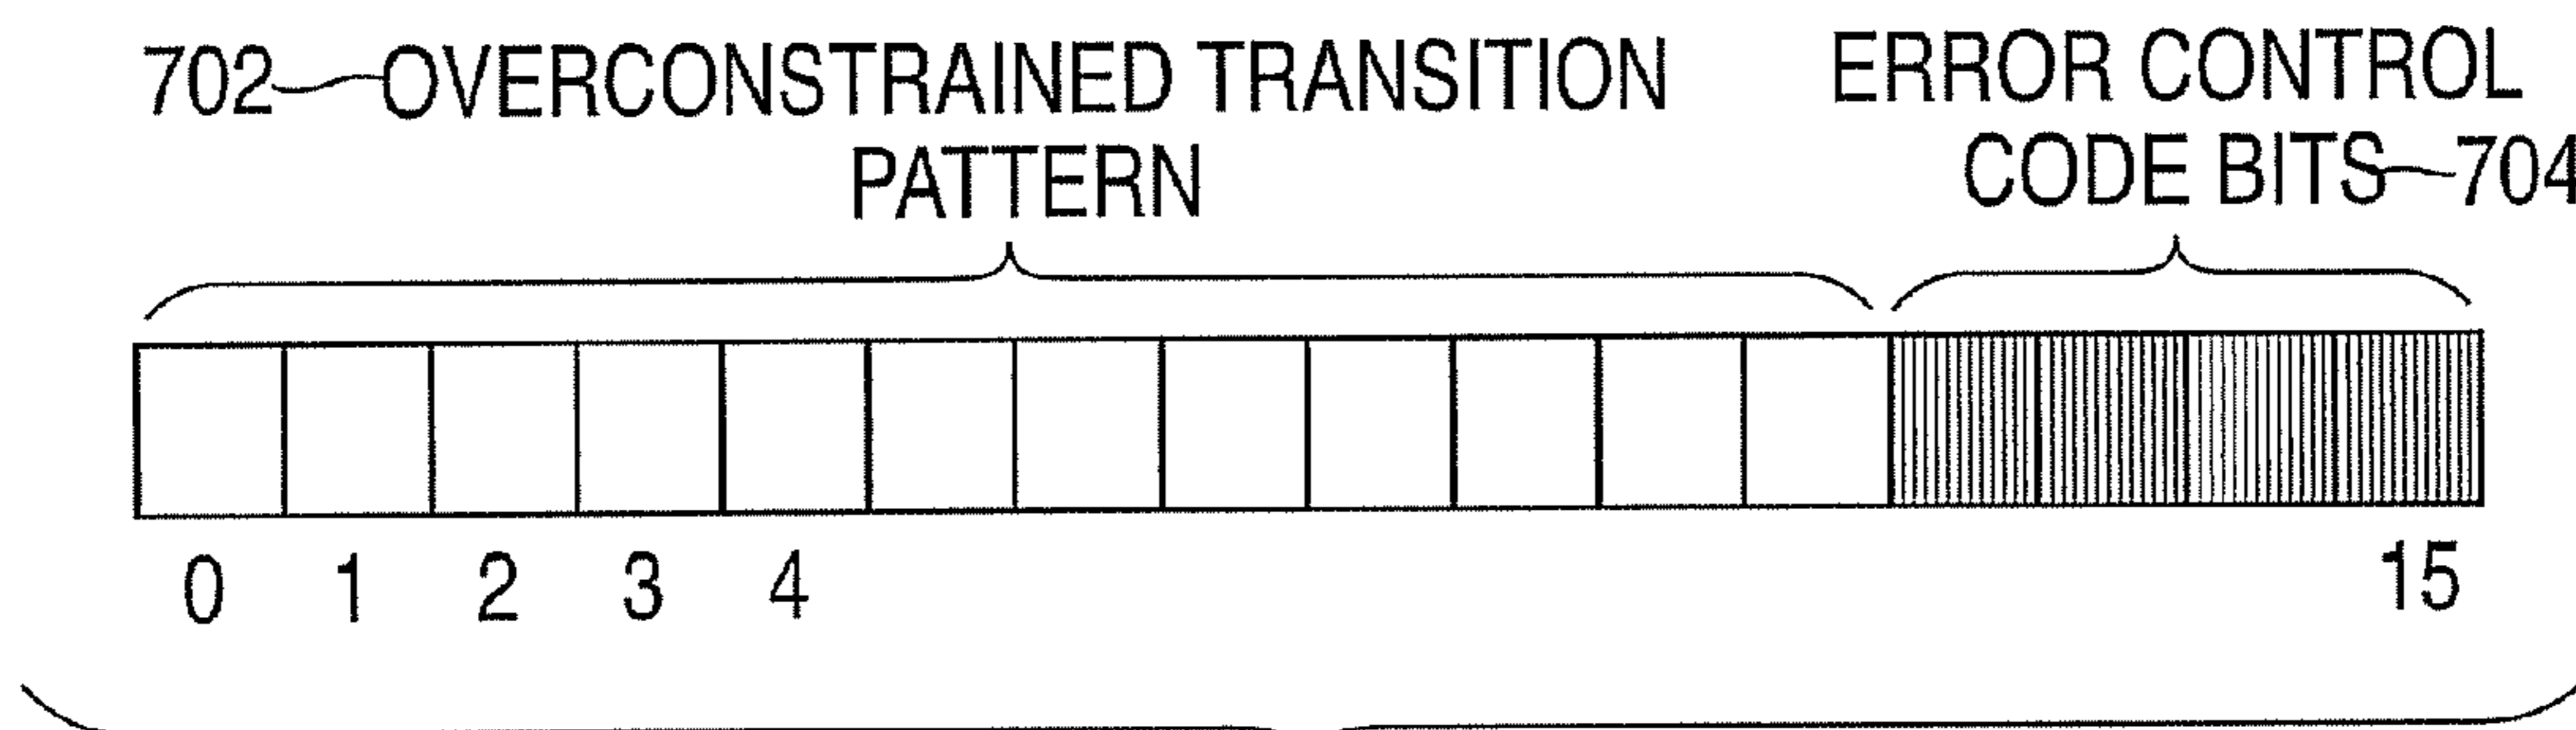 702 OVERCONSTRAINED TRANSITION
PATTERN
ERROR CONTROL
CODE BITS 704
0 1 2 3 4 15